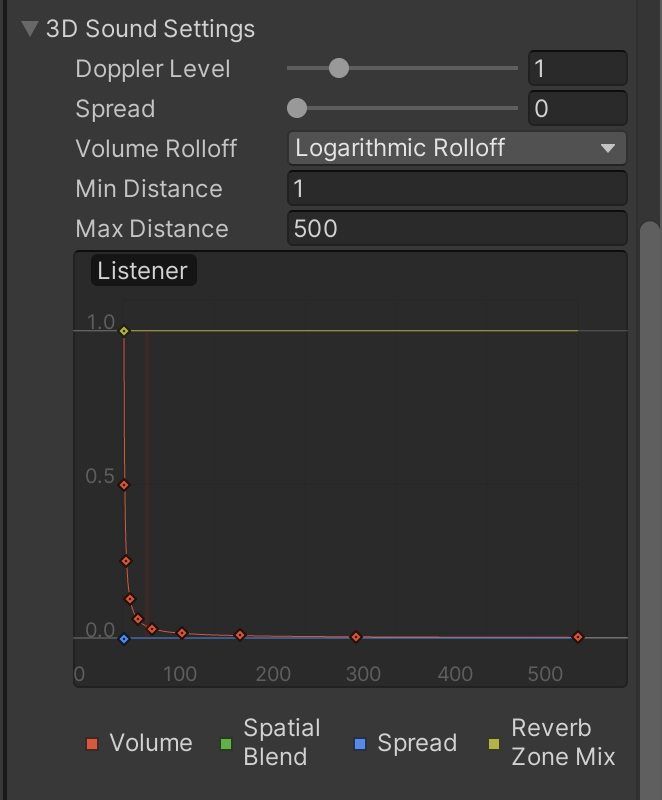 3D Sound Settings
Doppler Level 1
Spread 0
Volume Rolloff Logarithmic Rolloff
Min Distance 1
Max Distance 500
Listener
1.0
0.5
0.0
0 100 200 300 400 500
Volume
Spatial
Blend
Spread
Reverb
Zone Mix